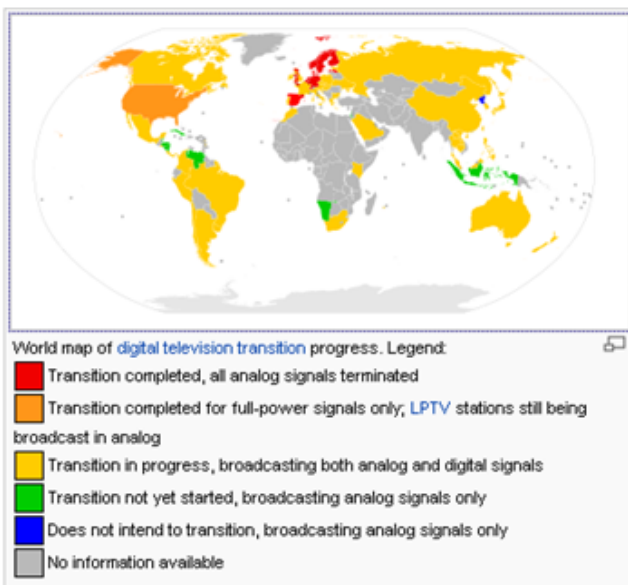 World map of digital television transition progress. Legend:
Transition completed, all analog signals terminated
Transition completed for full-power signals only; LPTV stations still being
broadcast in analog
Transition in progress, broadcasting both analog and digital signals
Transition not yet started, broadcasting analog signals only
Does not intend to transition, broadcasting analog signals only
No information available